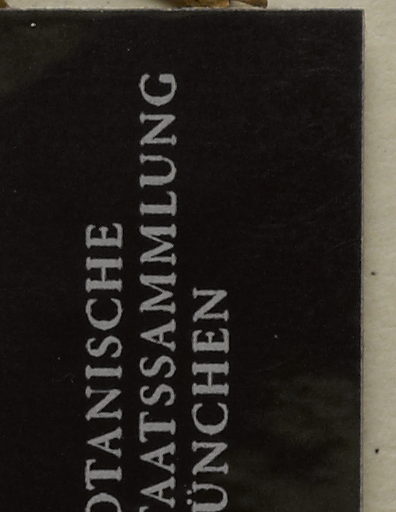 OTANISCHE
TAATSSAMMLUNG
ÜNCHEN